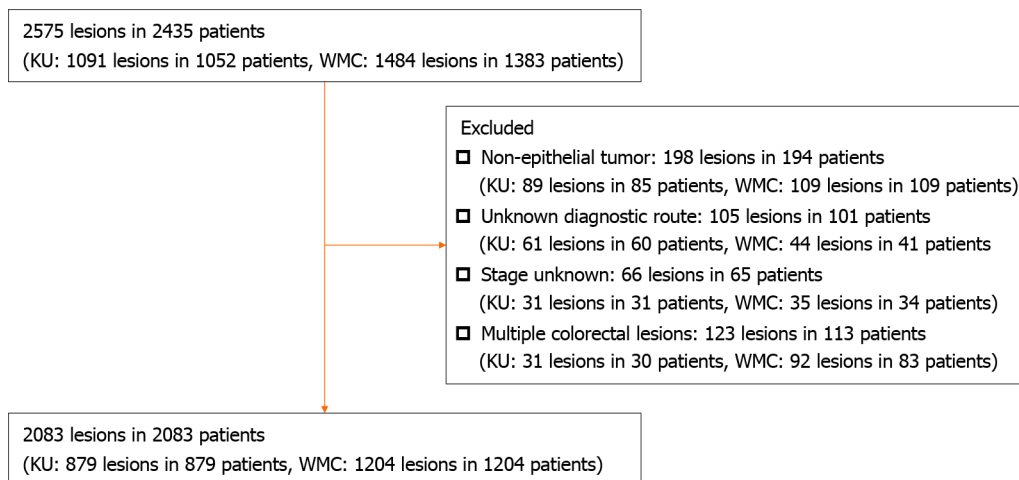 2575 lesions in 2435 patients
(KU: 1091 lesions in 1052 patients, WMC: 1484 lesions in 1383 patients)
Excluded
Non-epithelial tumor: 198 lesions in 194 patients
(KU: 89 lesions in 85 patients, WMC: 109 lesions in 109 patients)
Unknown diagnostic route: 105 lesions in 101 patients
(KU: 61 lesions in 60 patients, WMC: 44 lesions in 41 patients
Stage unknown: 66 lesions in 65 patients
(KU: 31 lesions in 31 patients, WMC: 35 lesions in 34 patients)
Multiple colorectal lesions: 123 lesions in 113 patients
(KU: 31 lesions in 30 patients, WMC: 92 lesions in 83 patients)
2083 lesions in 2083 patients
(KU: 879 lesions in 879 patients, WMC: 1204 lesions in 1204 patients)